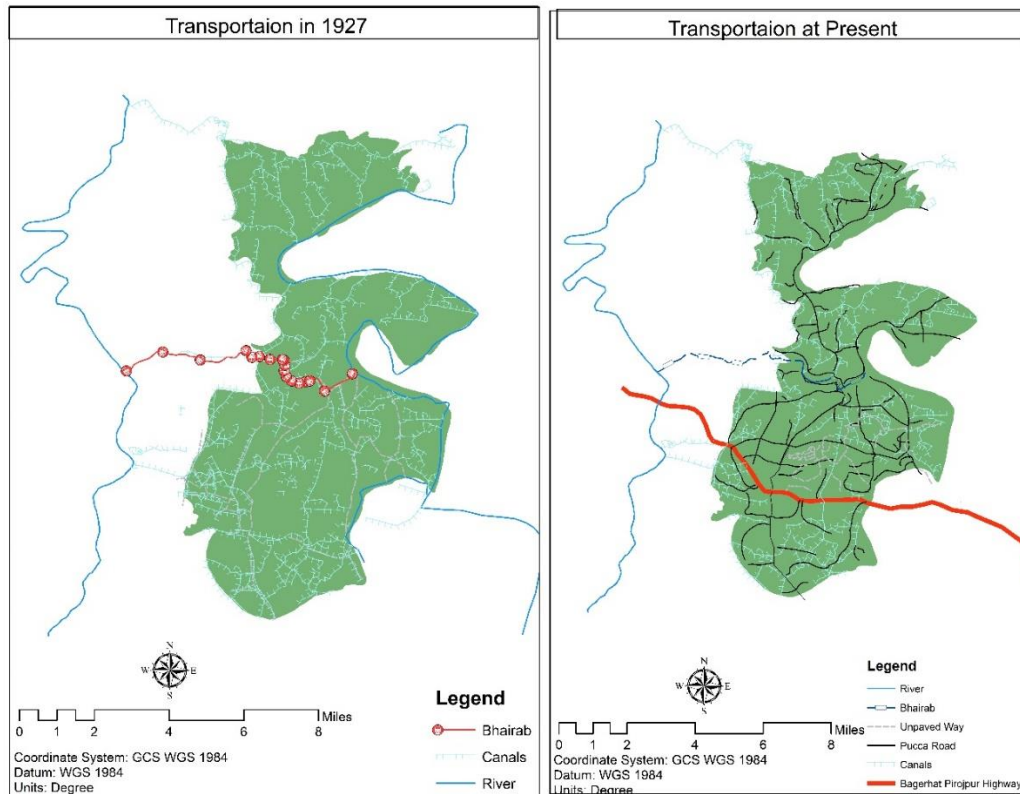 Transportaion in 1927
N
W E
S
0 1 2 4 6 8 Miles
Coordinate System: GCS WGS 1984
Datum: WGS 1984
Units: Degree
Legend
Bhairab
Canals
River
Transportaion at Present
N
W E
S
0 1 2 4 6 8 Miles
Coordinate System: GCS WGS 1984
Datum: WGS 1984
Units: Degree
Legend
River
Bhairab
Unpaved Way
Pucca Road
Canals
Bagerhat Pirojpur Highway